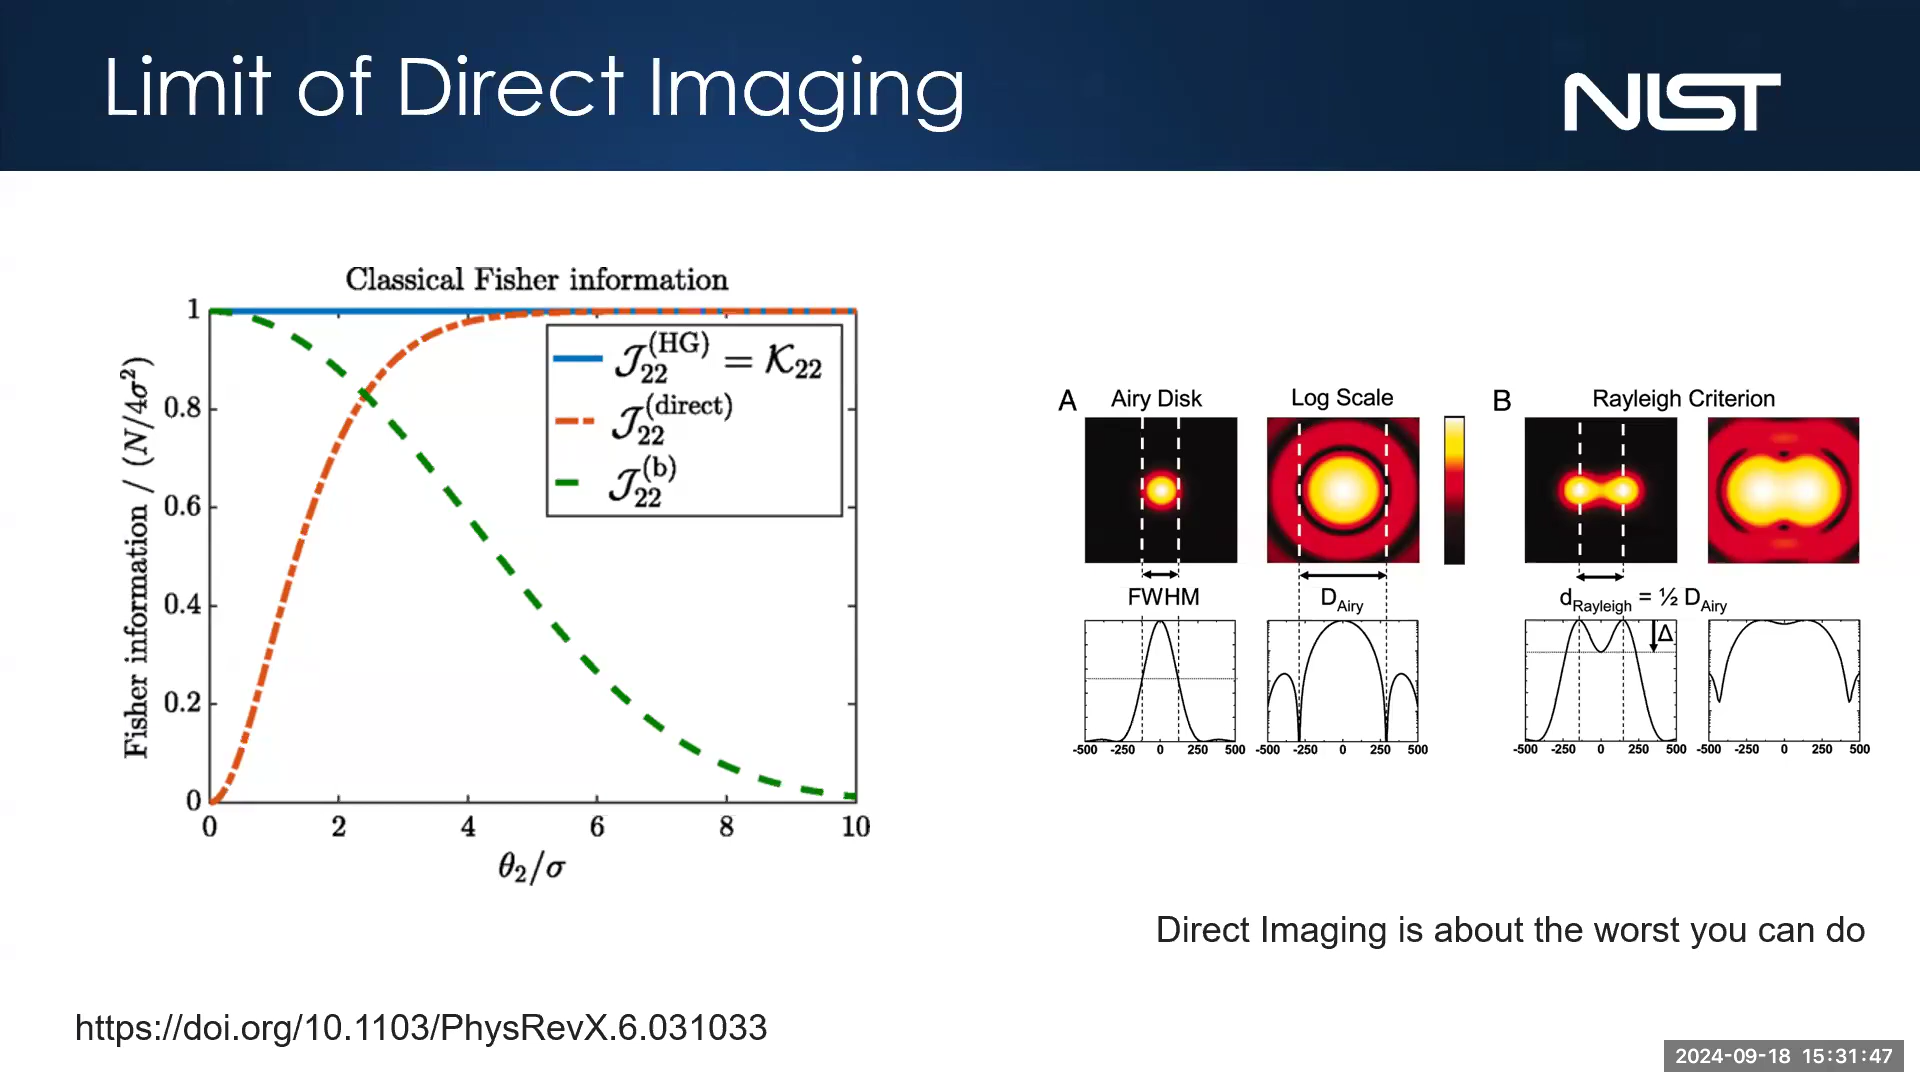 Limit of Direct Imaging
NIST
Classical Fisher information
Fisher information / (N/4σ²)
1
0.8
0.6
0.4
0.2
0
0 2 4 6 8 10
θ₂/σ
𝒥₂₂^(HG) = 𝒦₂₂
𝒥₂₂^(direct)
𝒥₂₂^(b)
A Airy Disk Log Scale
FWHM D_Airy
-500 -250 0 250 500 -500 -250 0 250 500
B Rayleigh Criterion
d_Rayleigh = ½ D_Airy
Δ
-500 -250 0 250 500 -500 -250 0 250 500
Direct Imaging is about the worst you can do
https://doi.org/10.1103/PhysRevX.6.031033
2024-09-18 15:31:47